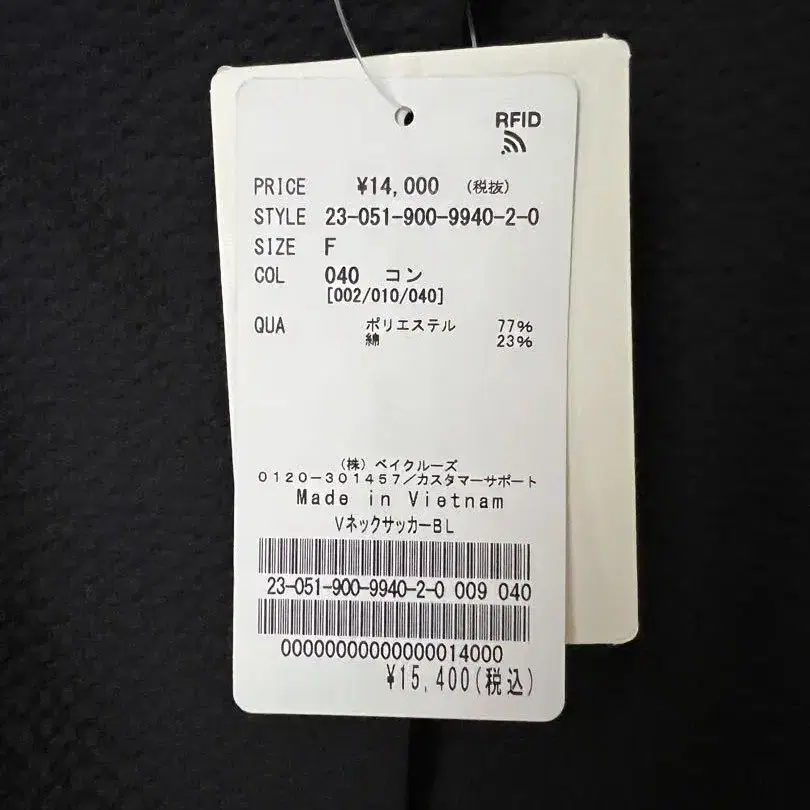 RFID
PRICE ¥14,000 (税抜)
STYLE 23-051-900-9940-2-0
SIZE F
COL 040 コン
[002/010/040]
QUA ポリエステル 77%
綿 23%
(株)ベイクルーズ
0120-301457/カスタマーサポート
Made in Vietnam
VネックサッカーBL
23-051-900-9940-2-0 009 040
00000000000000014000
¥15,400(税込)